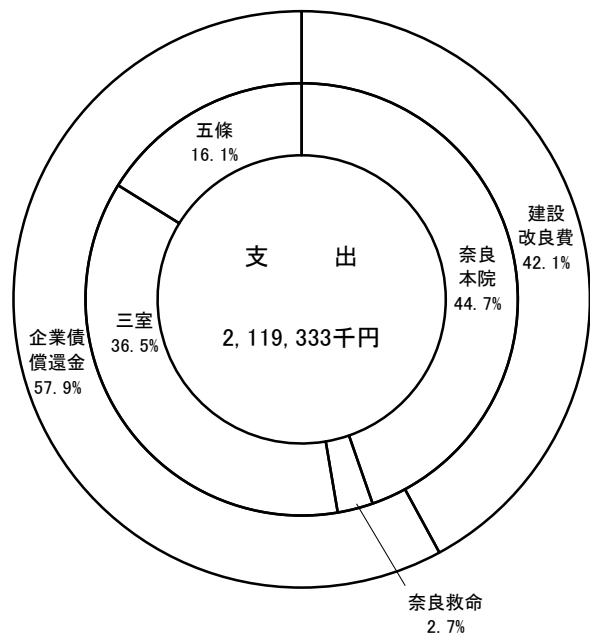 五條
16.1%
建設
改良費
42.1%
支　出
奈良
本院
44.7%
三室
36.5%
2,119,333千円
企業債
償還金
57.9%
奈良救命
2.7%